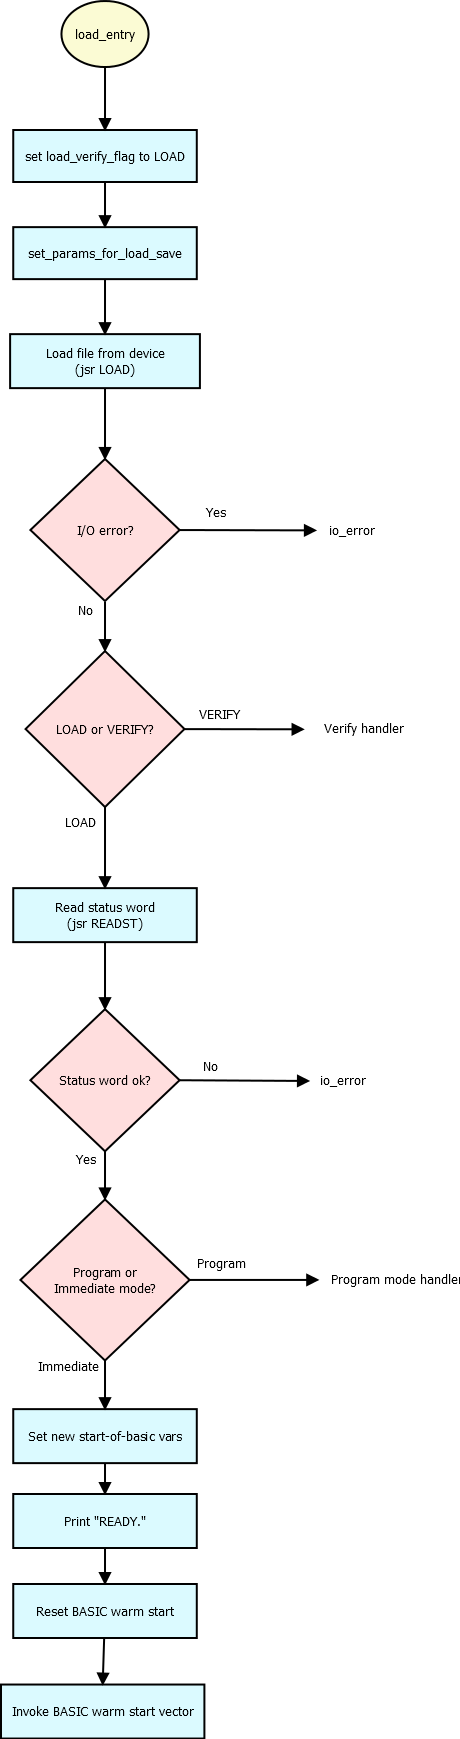 load_entry
set load_verify_flag to LOAD
set_params_for_load_save
Load file from device
(jsr LOAD)
I/O error?
Yes
io_error
No
LOAD or VERIFY?
VERIFY
Verify handler
LOAD
Read status word
(jsr READST)
Status word ok?
No
io_error
Yes
Program or
Immediate mode?
Program
Program mode handler
Immediate
Set new start-of-basic vars
Print "READY."
Reset BASIC warm start
Invoke BASIC warm start vector